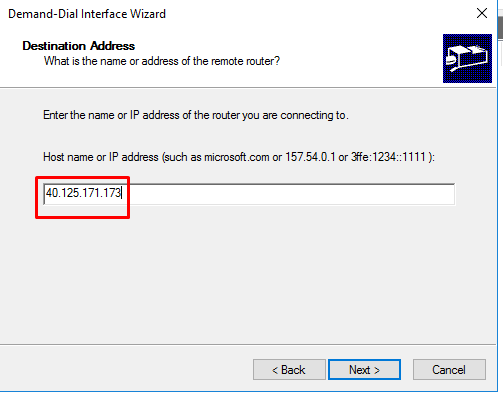 Demand-Dial Interface Wizard
Destination Address
What is the name or address of the remote router?
Enter the name or IP address of the router you are connecting to.
Host name or IP address (such as microsoft.com or 157.54.0.1 or 3ffe:1234::1111 ):
40.125.171.173
< Back
Next >
Cancel